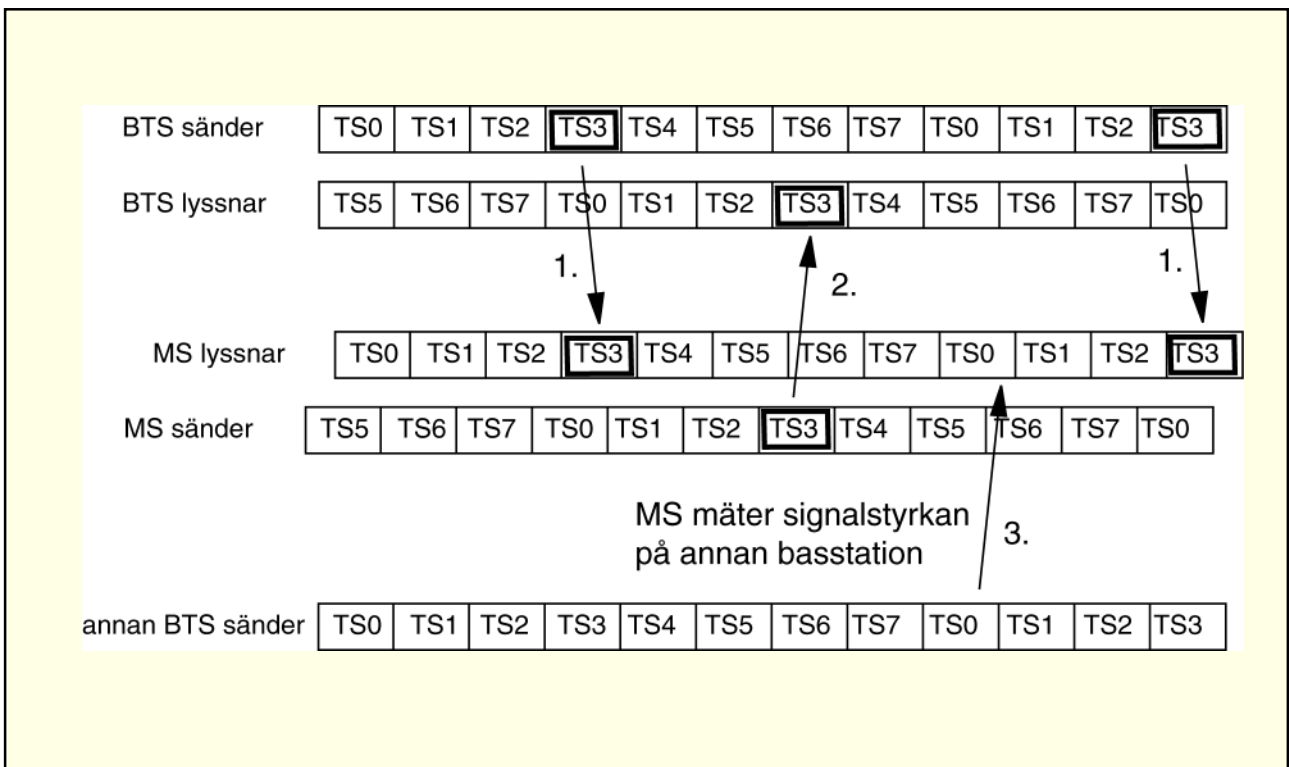 BTS sänder TS0 TS1 TS2 TS3 TS4 TS5 TS6 TS7 TS0 TS1 TS2 TS3
BTS lyssnar TS5 TS6 TS7 TS0 TS1 TS2 TS3 TS4 TS5 TS6 TS7 TS0
1. 2. 1.
MS lyssnar TS0 TS1 TS2 TS3 TS4 TS5 TS6 TS7 TS0 TS1 TS2 TS3
MS sänder TS5 TS6 TS7 TS0 TS1 TS2 TS3 TS4 TS5 TS6 TS7 TS0
MS mäter signalstyrkan
på annan basstation
3.
annan BTS sänder TS0 TS1 TS2 TS3 TS4 TS5 TS6 TS7 TS0 TS1 TS2 TS3